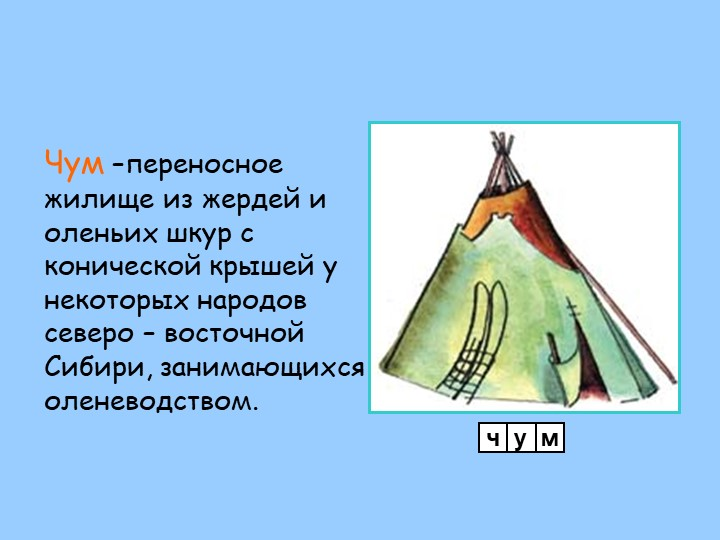 Чум –переносное
жилище из жердей и
оленьих шкур с
конической крышей у
некоторых народов
северо – восточной
Сибири, занимающихся
оленеводством.
ч у м